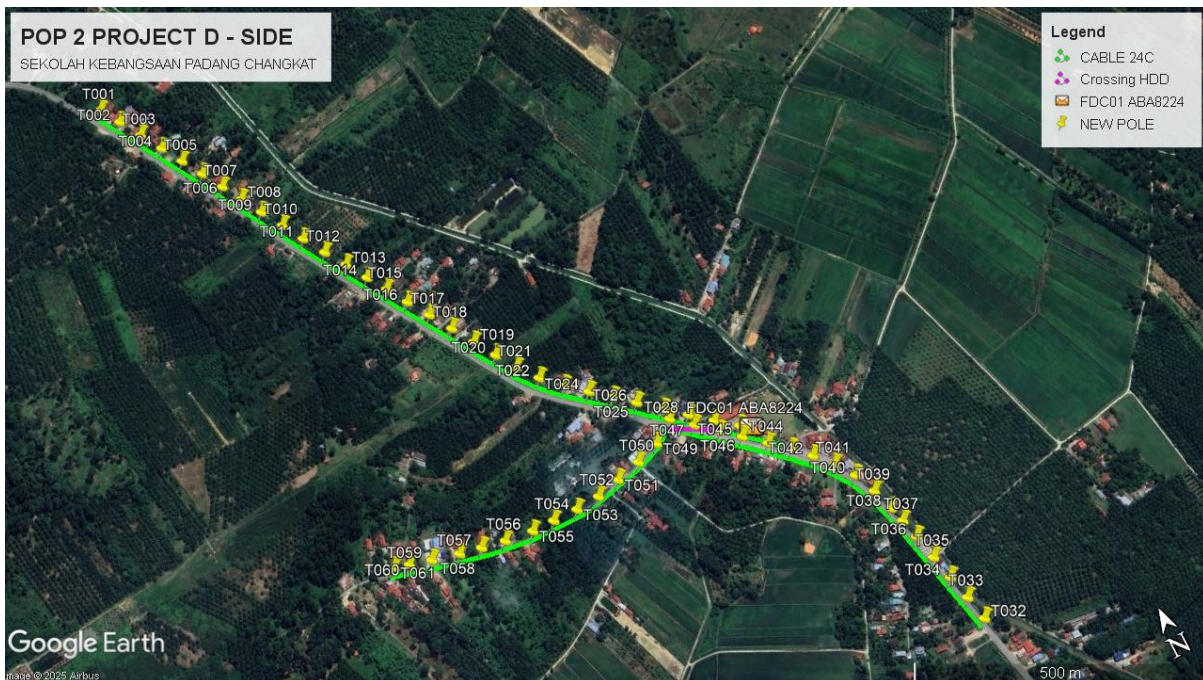 POP 2 PROJECT D - SIDE
SEKOLAH KEBANGSAAN PADANG CHANGKAT
Legend
CABLE 24C
Crossing HDD
FDC01 ABA8224
NEW POLE
T001
T002
T003
T004
T005
T006
T007
T008
T009
T010
T011
T012
T013
T014
T015
T016
T017
T018
T019
T020
T021
T022
T024
T025
T026
T028
FDC01 ABA8224
T047
T045
T044
T046
T042
T041
T040
T039
T038
T037
T036
T035
T034
T033
T032
T050
T049
T052
T051
T054
T053
T056
T055
T057
T058
T059
T060
T061
N
Google Earth
500 m
Image © 2025 Airbus